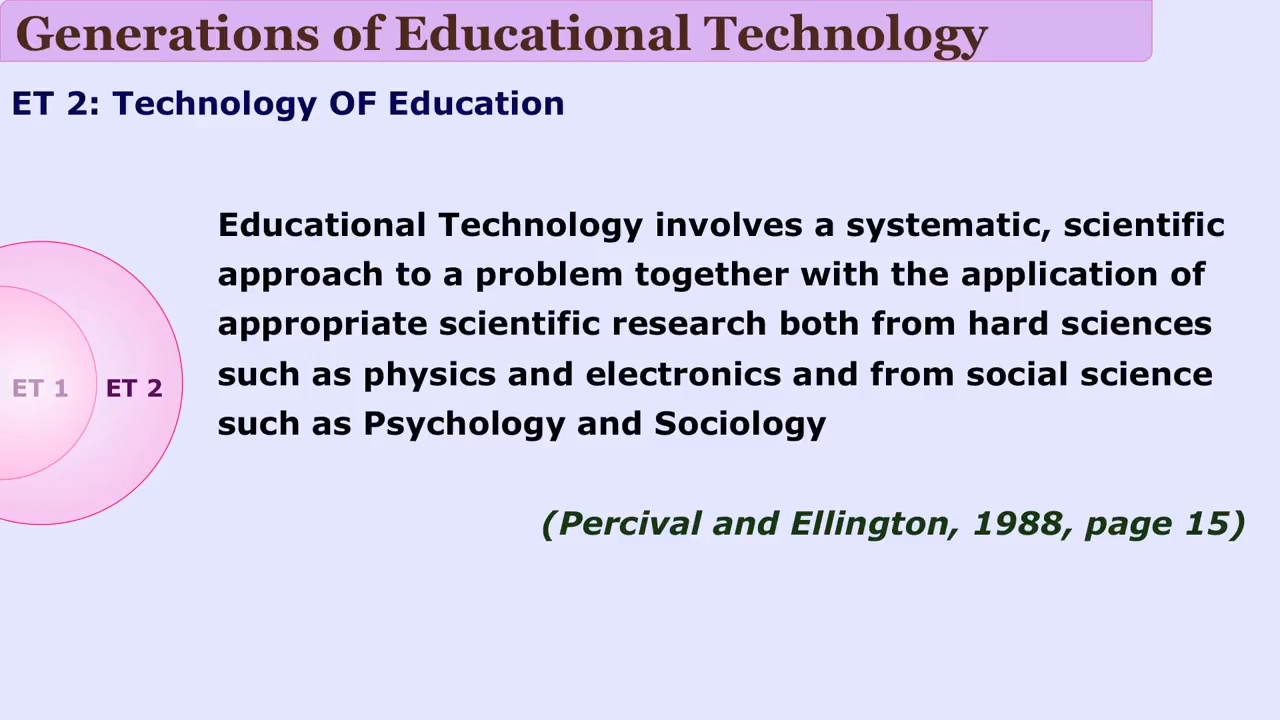 Generations of Educational Technology
ET 2: Technology OF Education
Educational Technology involves a systematic, scientific
approach to a problem together with the application of
appropriate scientific research both from hard sciences
such as physics and electronics and from social science
such as Psychology and Sociology
ET 1 ET 2
(Percival and Ellington, 1988, page 15)